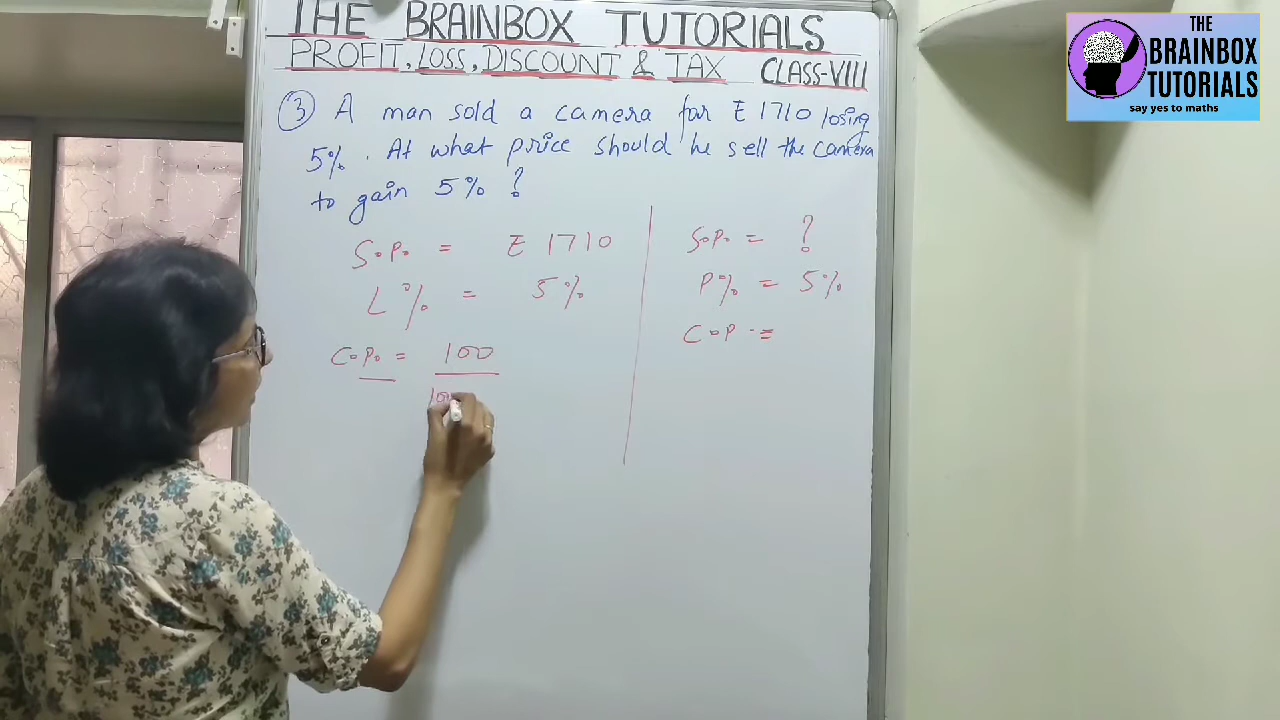 THE BRAINBOX TUTORIALS
PROFIT, LOSS, DISCOUNT & TAX CLASS-VIII
③ A man sold a camera for ₹ 1710 losing
5%. At what price should he sell the camera
to gain 5% ?
S.P. = ₹ 1710
L% = 5%
C.P. = 100
100
S.P. = ?
P% = 5%
C.P. =
THE
BRAINBOX
TUTORIALS
say yes to maths